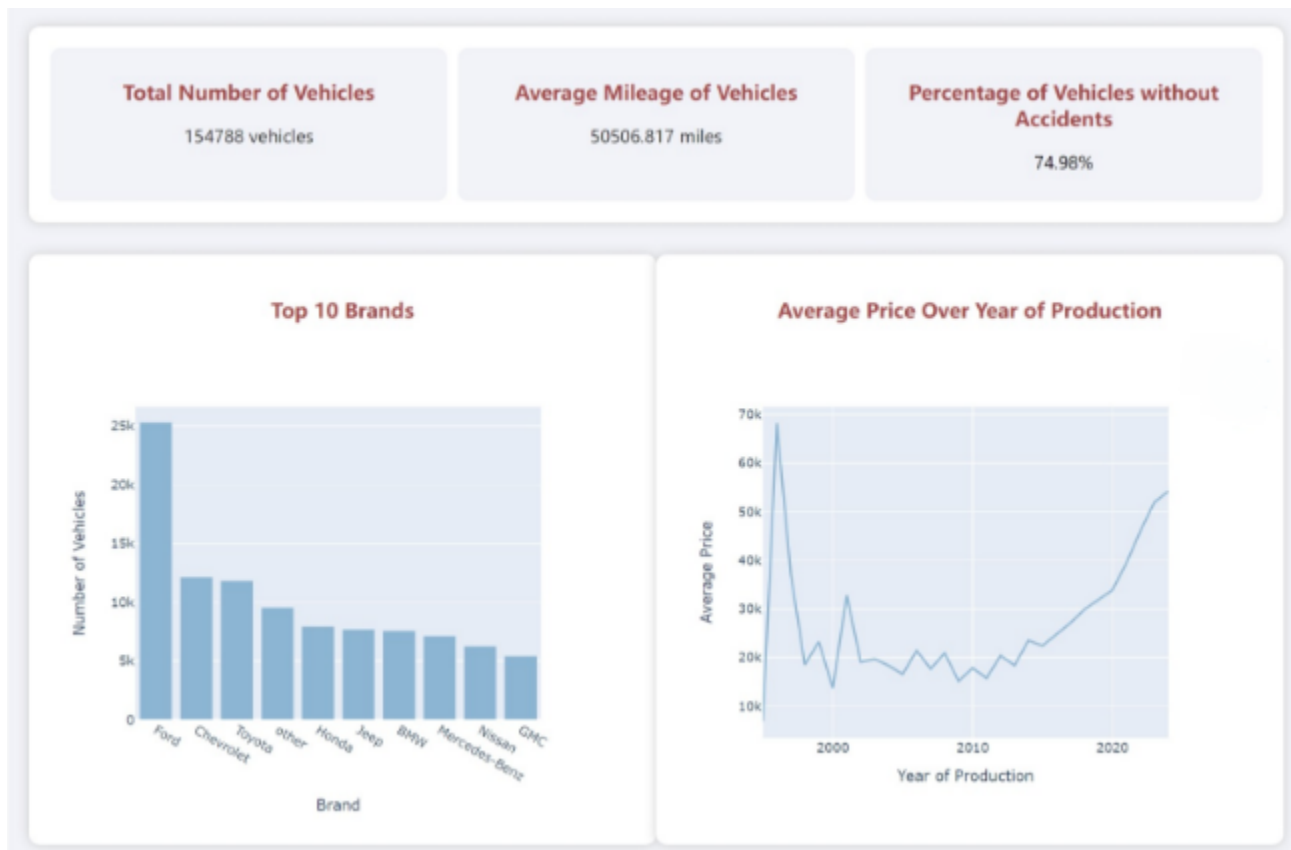 Total Number of Vehicles
154788 vehicles
Average Mileage of Vehicles
50506.817 miles
Percentage of Vehicles without
Accidents
74.98%
Top 10 Brands
25k
20k
15k
10k
5k
0
Number of Vehicles
Ford
Chevrolet
Toyota
other
Honda
Jeep
BMW
Mercedes-Benz
Nissan
GMC
Brand
Average Price Over Year of Production
70k
60k
50k
40k
30k
20k
10k
Average Price
2000
2010
2020
Year of Production